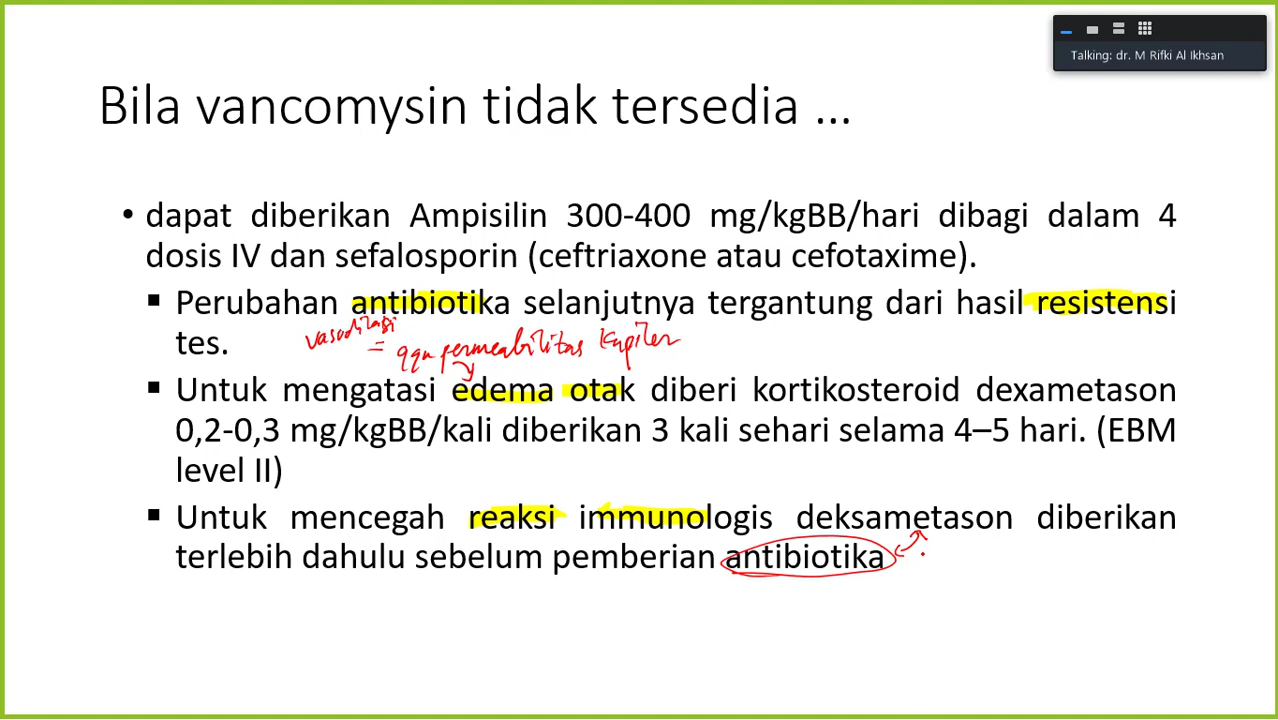 Talking: dr. M Rifki Al Ikhsan
Bila vancomysin tidak tersedia ...
• dapat diberikan Ampisilin 300-400 mg/kgBB/hari dibagi dalam 4
dosis IV dan sefalosporin (ceftriaxone atau cefotaxime).
▪ Perubahan antibiotika selanjutnya tergantung dari hasil resistensi
tes.
vasodilasi
= ggn permeabilitas kapiler
▪ Untuk mengatasi edema otak diberi kortikosteroid dexametason
0,2-0,3 mg/kgBB/kali diberikan 3 kali sehari selama 4–5 hari. (EBM
level II)
▪ Untuk mencegah reaksi immunologis deksametason diberikan
terlebih dahulu sebelum pemberian antibiotika